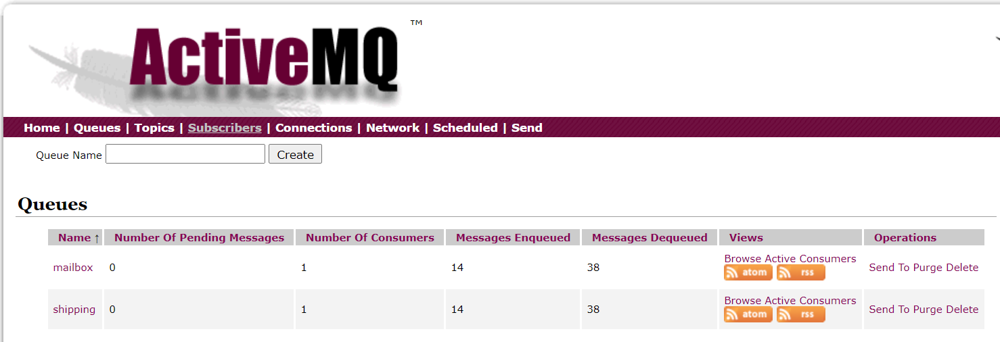 ActiveMQ ™
Home | Queues | Topics | Subscribers | Connections | Network | Scheduled | Send
Queue Name Create
Queues
Name ↑ Number Of Pending Messages Number Of Consumers Messages Enqueued Messages Dequeued Views Operations
mailbox 0 1 14 38 Browse Active Consumers Send To Purge Delete
atom rss
shipping 0 1 14 38 Browse Active Consumers Send To Purge Delete
atom rss